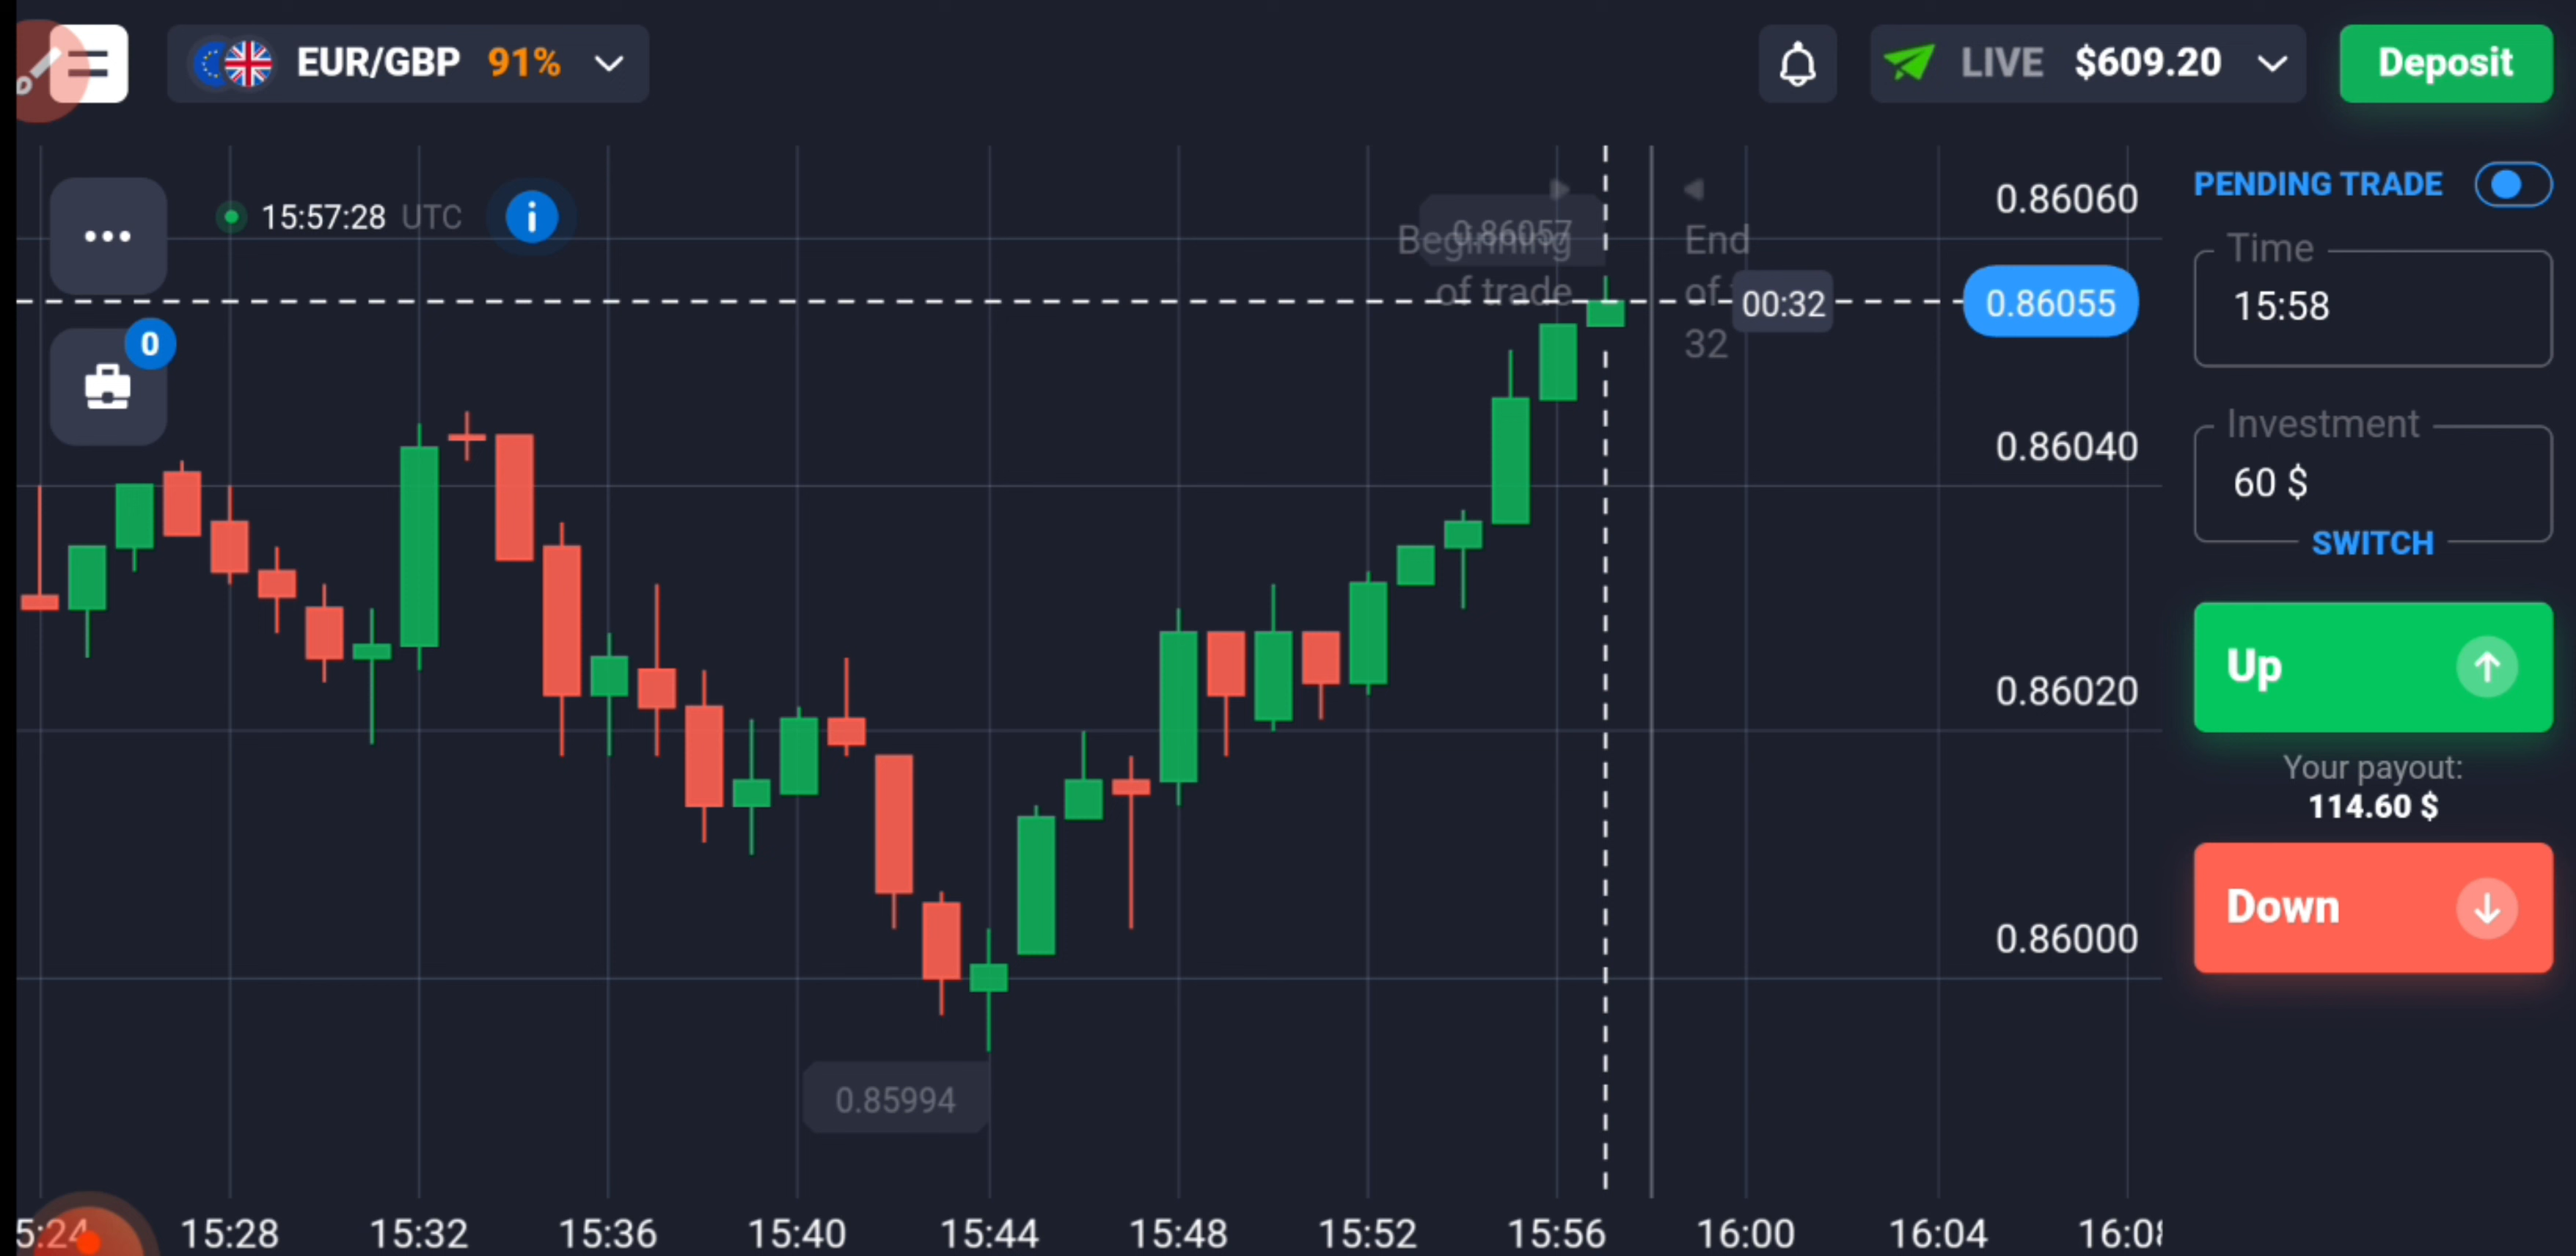 EUR/GBP 91%
LIVE $609.20
Deposit
15:57:28 UTC
i
0
0.86057
Beginning
of trade
End
of
32
00:32
0.86060
0.86055
0.86040
0.86020
0.86000
0.85994
5:24 15:28 15:32 15:36 15:40 15:44 15:48 15:52 15:56 16:00 16:04
PENDING TRADE
Time
15:58
Investment
60 $
SWITCH
Up
Your payout:
114.60 $
Down